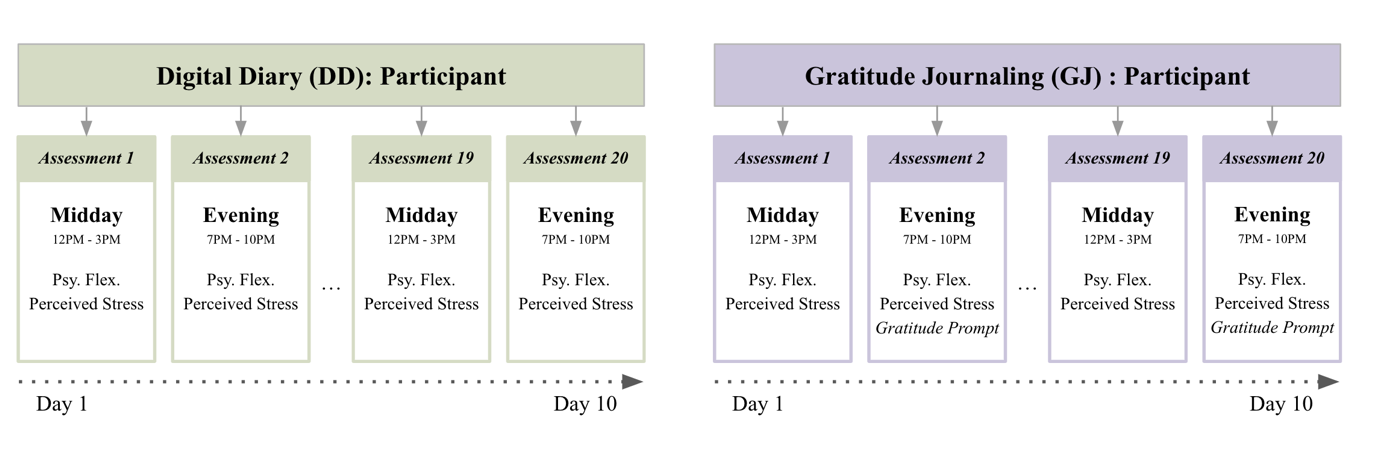 Digital Diary (DD): Participant
Assessment 1
Midday
12PM - 3PM
Psy. Flex.
Perceived Stress
Assessment 2
Evening
7PM - 10PM
Psy. Flex.
Perceived Stress
...
Assessment 19
Midday
12PM - 3PM
Psy. Flex.
Perceived Stress
Assessment 20
Evening
7PM - 10PM
Psy. Flex.
Perceived Stress
Day 1
Day 10
Gratitude Journaling (GJ) : Participant
Assessment 1
Midday
12PM - 3PM
Psy. Flex.
Perceived Stress
Assessment 2
Evening
7PM - 10PM
Psy. Flex.
Perceived Stress
Gratitude Prompt
...
Assessment 19
Midday
12PM - 3PM
Psy. Flex.
Perceived Stress
Assessment 20
Evening
7PM - 10PM
Psy. Flex.
Perceived Stress
Gratitude Prompt
Day 1
Day 10